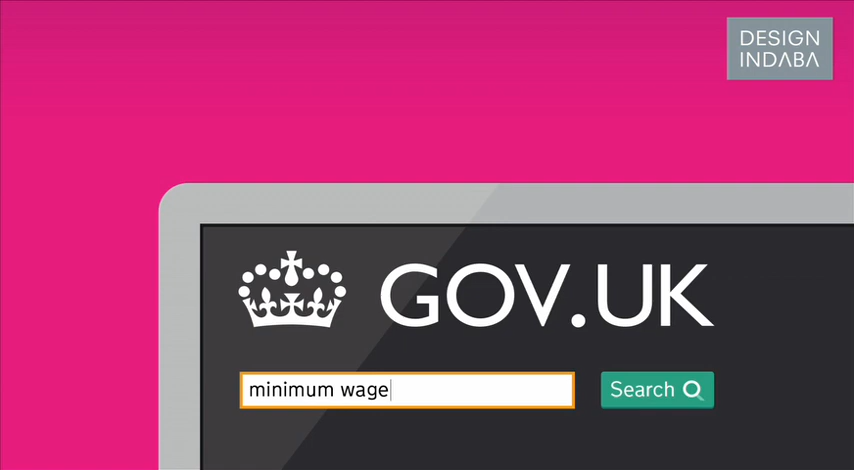 DESIGN
INDABA
GOV.UK
minimum wage
Search